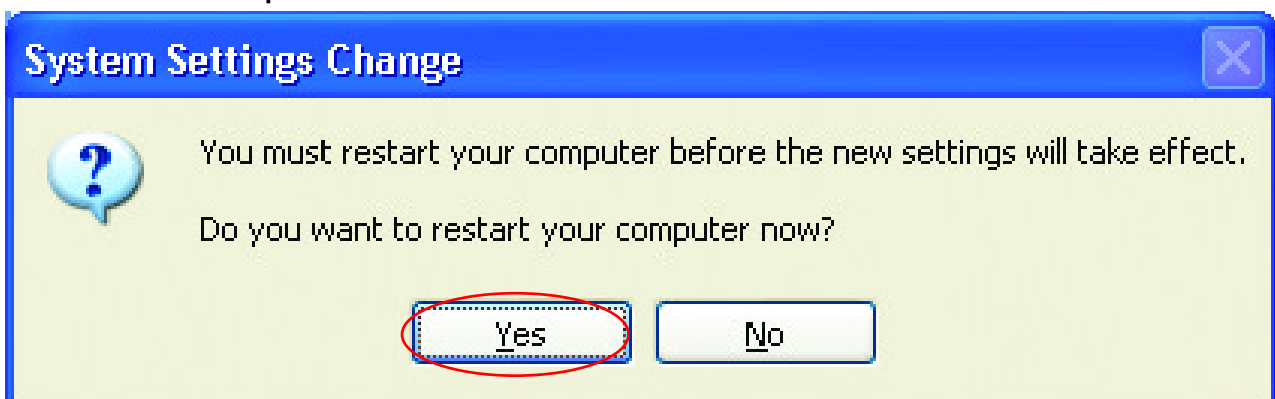 System Settings Change
You must restart your computer before the new settings will take effect.
Do you want to restart your computer now?
Yes No